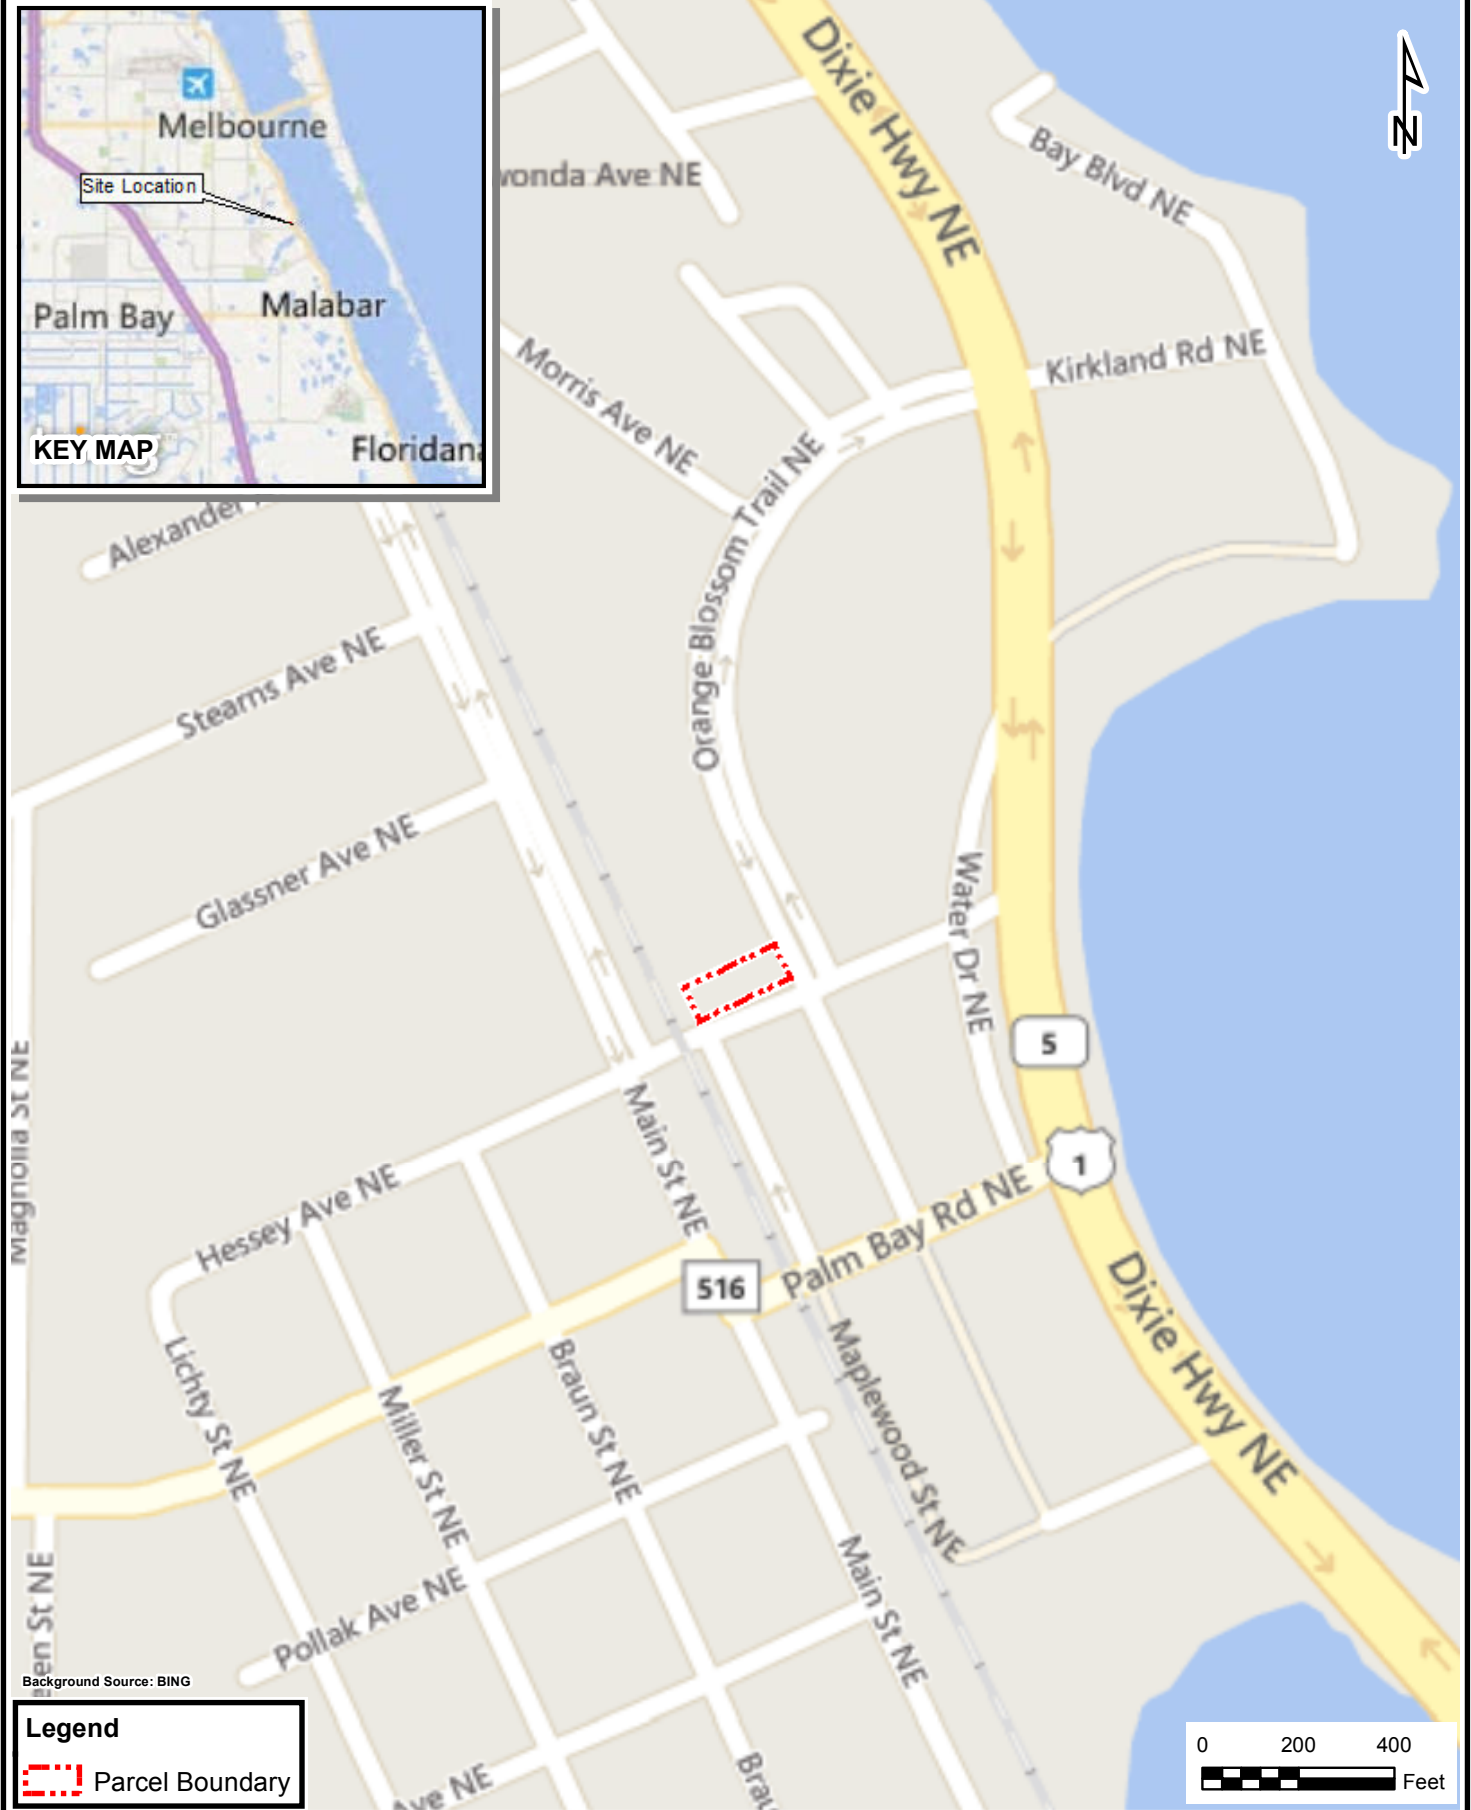 Melbourne
Site Location
Palm Bay
Malabar
KEY MAP
Dixie Hwy NE
N
Bay Blvd NE
Ave NE
Kirkland Rd NE
Morris Ave NE
Orange Blossom Trail NE
Alexander
Stearns Ave NE
Glassner Ave NE
Water Dr NE
5
Magnolia St NE
Main St NE
1
Hessey Ave NE
Palm Bay Rd NE
516
Dixie Hwy NE
Lichty St NE
Miller St NE
Braun St NE
Maplewood St NE
Pollak Ave NE
Main St NE
St NE
Background Source: BING
Legend
Parcel Boundary
Ave NE
0 200 400
Feet